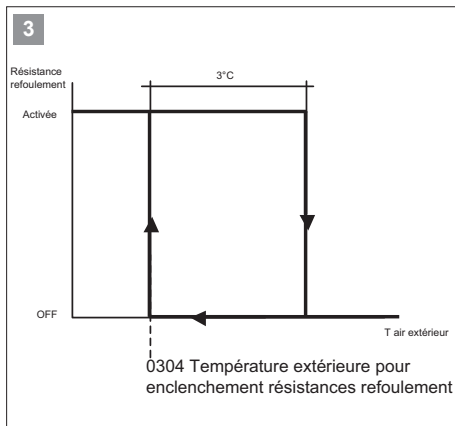 3
Résistance
refoulement
3°C
Activée
OFF
T air extérieur
0304 Température extérieure pour
enclenchement résistances refoulement